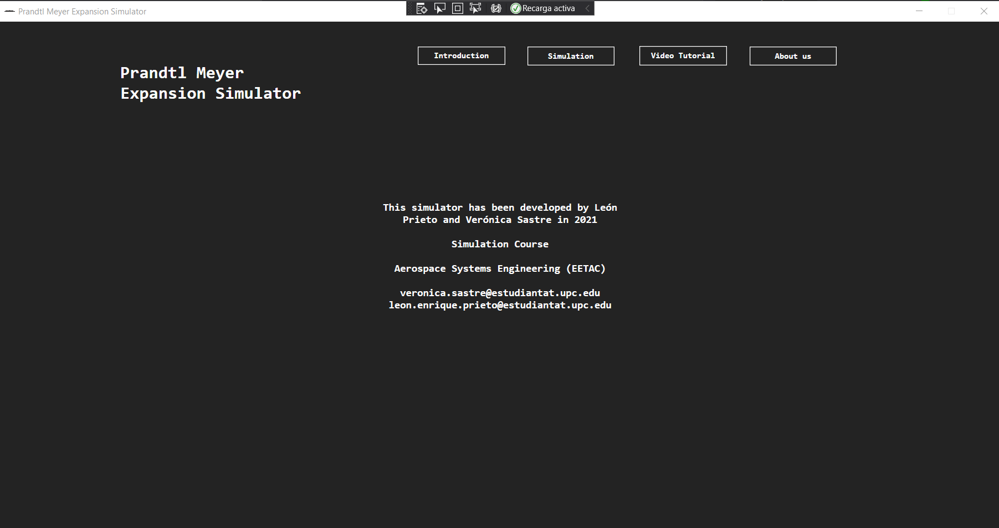 Prandtl Meyer Expansion Simulator
Recarga activa
Introduction
Simulation
Video Tutorial
About us
Prandtl Meyer
Expansion Simulator
This simulator has been developed by León
Prieto and Verónica Sastre in 2021
Simulation Course
Aerospace Systems Engineering (EETAC)
veronica.sastre@estudiantat.upc.edu
leon.enrique.prieto@estudiantat.upc.edu